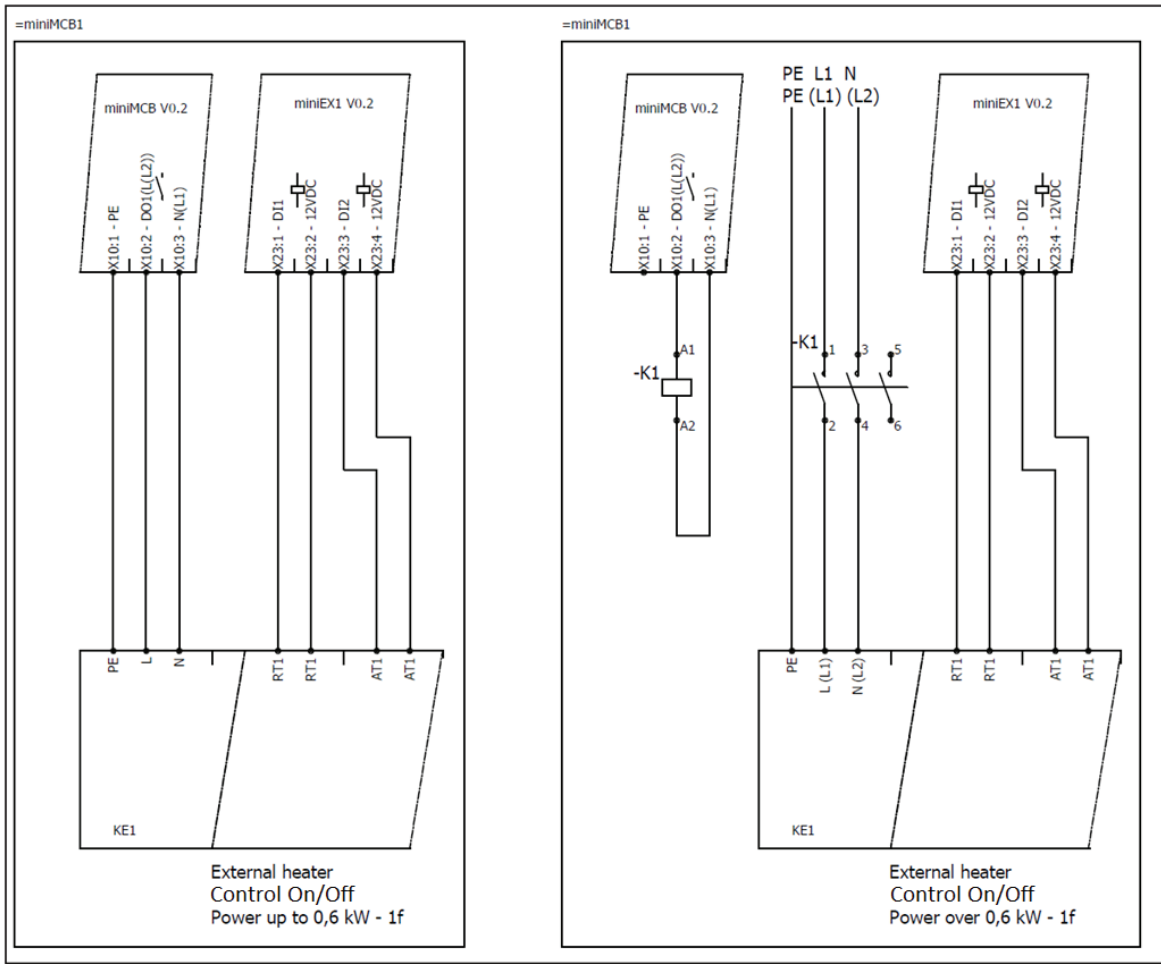 =miniMCB1
miniMCB V0.2
miniEX1 V0.2
X10:1 - PE
X10:2 - DO1(L(L2))
X10:3 - N(L1)
X23:1 - DI1
X23:2 - 12VDC
X23:3 - DI2
X23:4 - 12VDC
PE
L
N
RT1
RT1
AT1
AT1
KE1
External heater
Control On/Off
Power up to 0,6 kW - 1f
=miniMCB1
miniMCB V0.2
PE L1 N
PE (L1) (L2)
miniEX1 V0.2
X10:1 - PE
X10:2 - DO1(L(L2))
X10:3 - N(L1)
X23:1 - DI1
X23:2 - 12VDC
X23:3 - DI2
X23:4 - 12VDC
A1
-K1
A2
-K1
1
3
5
2
4
6
PE
L (L1)
N (L2)
RT1
RT1
AT1
AT1
KE1
External heater
Control On/Off
Power over 0,6 kW - 1f